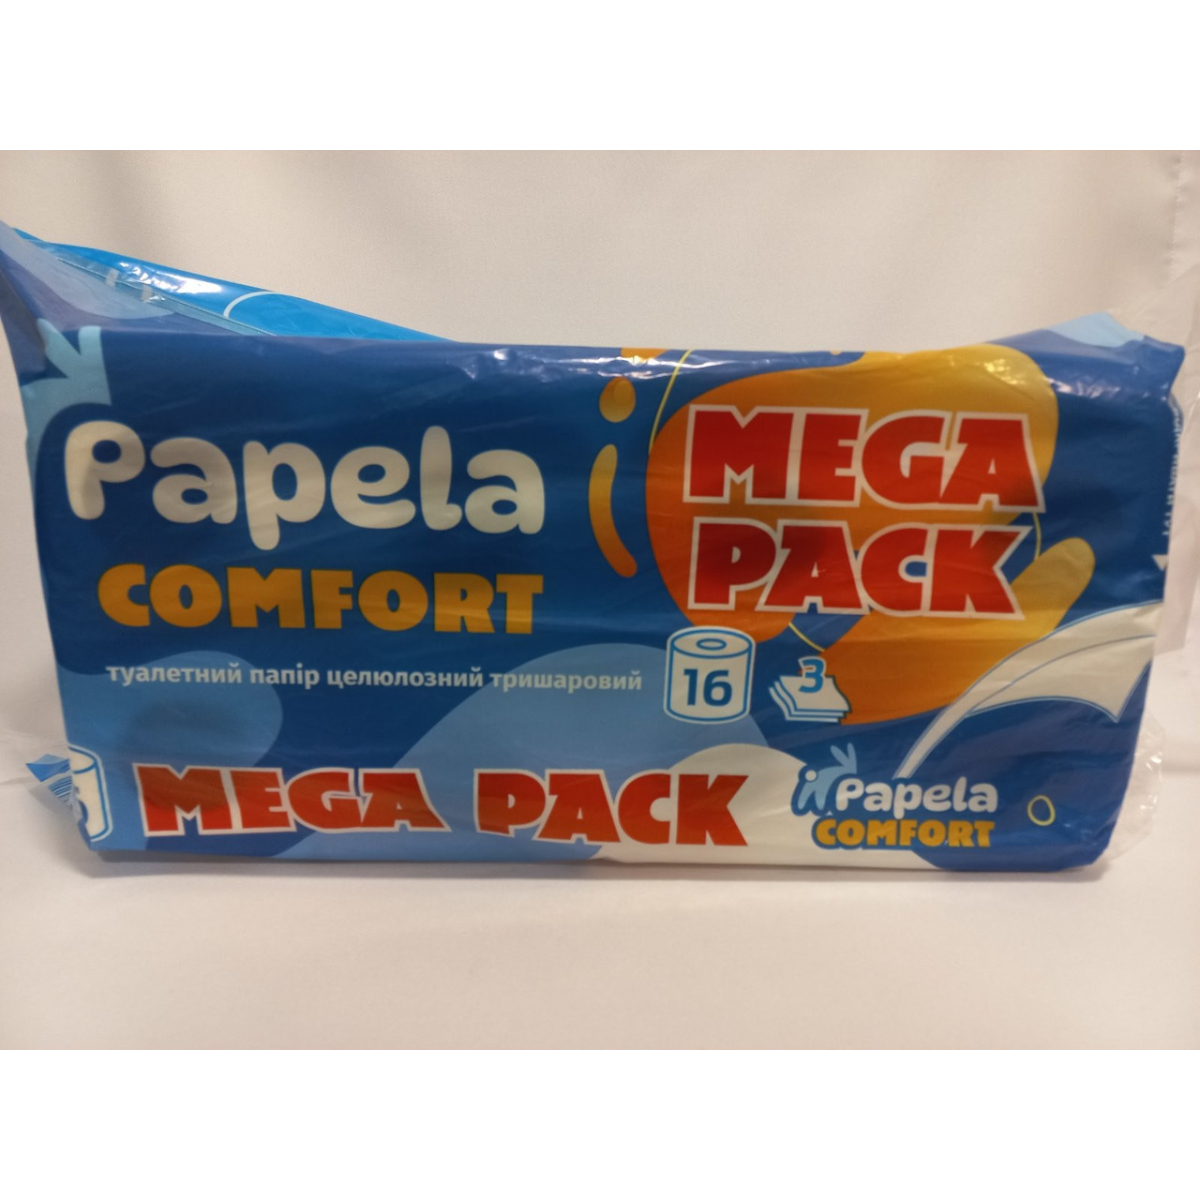 Papela
COMFORT
туалетний папір целюлозний тришаровий
MEGA
PACK
16
3
MEGA PACK
Papela
COMFORT